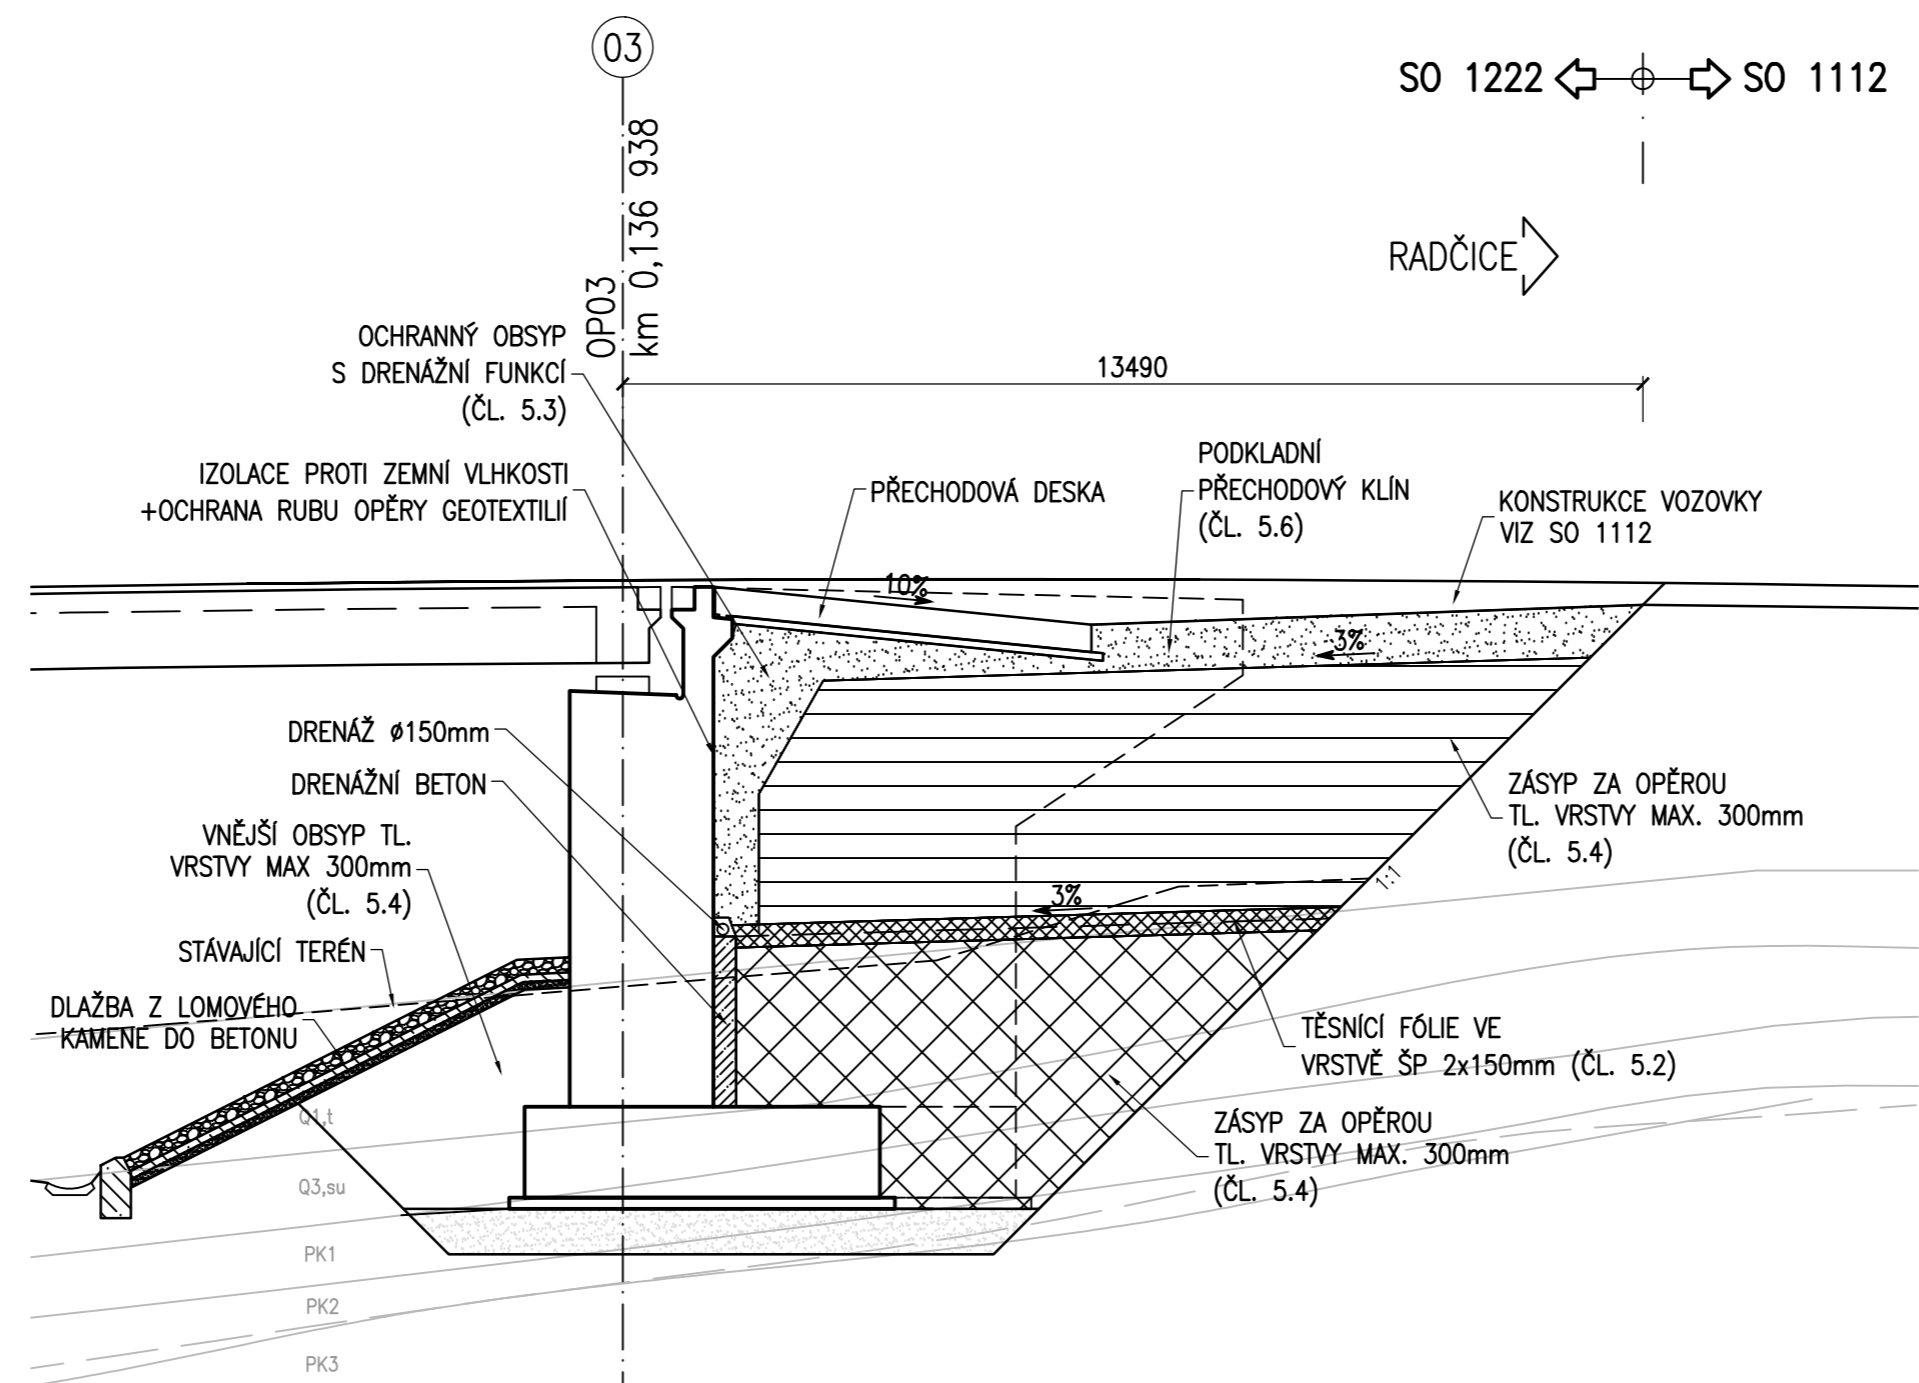 03
SO 1222
SO 1112
OP03
km 0,136 938
RADČICE
OCHRANNÝ OBSYP
S DRENÁŽNÍ FUNKCÍ
(ČL. 5.3)
13490
IZOLACE PROTI ZEMNÍ VLHKOSTI
+OCHRANA RUBU OPĚRY GEOTEXTILIÍ
PŘECHODOVÁ DESKA
PODKLADNÍ
PŘECHODOVÝ KLÍN
(ČL. 5.6)
KONSTRUKCE VOZOVKY
VIZ SO 1112
10%
3%
DRENÁŽ ø150mm
DRENÁŽNÍ BETON
VNĚJŠÍ OBSYP TL.
VRSTVY MAX 300mm
(ČL. 5.4)
ZÁSYP ZA OPĚROU
TL. VRSTVY MAX. 300mm
(ČL. 5.4)
1:1
3%
STÁVAJÍCÍ TERÉN
DLAŽBA Z LOMOVÉHO
KAMENE DO BETONU
TĚSNÍCÍ FÓLIE VE
VRSTVĚ ŠP 2x150mm (ČL. 5.2)
ZÁSYP ZA OPĚROU
TL. VRSTVY MAX. 300mm
(ČL. 5.4)
Q1,t
Q3,su
PK1
PK2
PK3